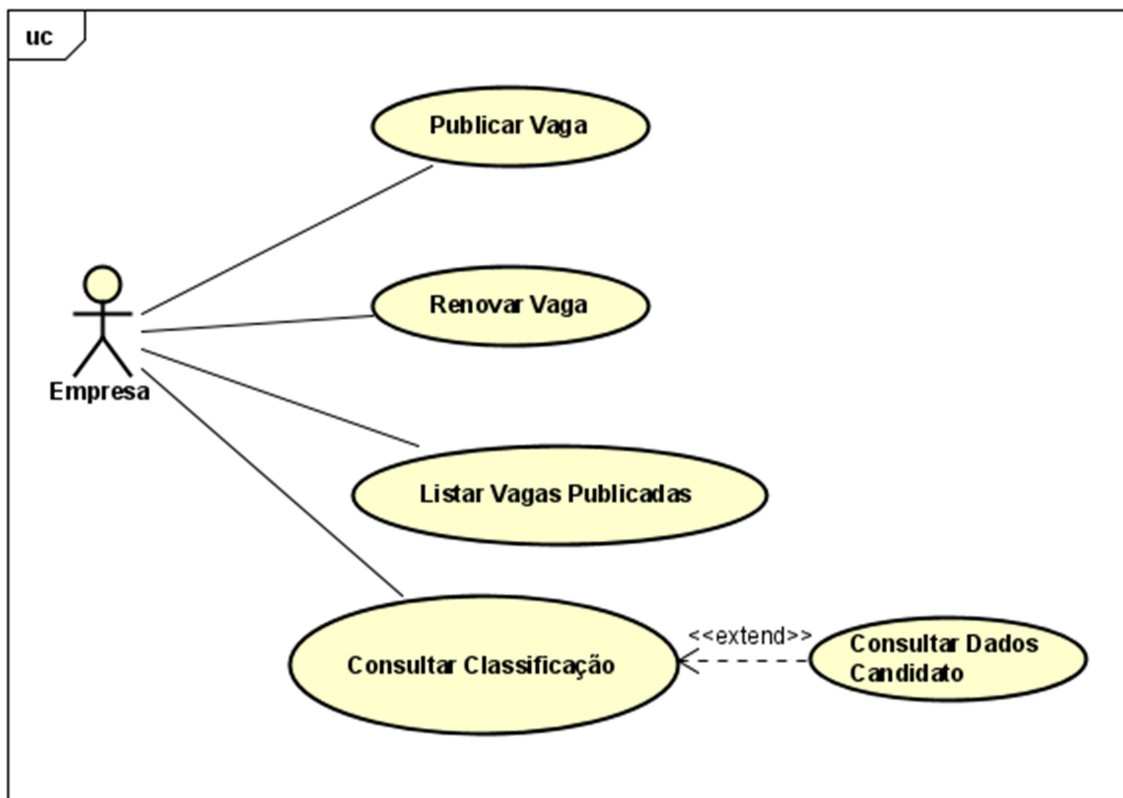 uc
Publicar Vaga
Renovar Vaga
Empresa
Listar Vagas Publicadas
Consultar Classificação
<<extend>>
Consultar Dados
Candidato